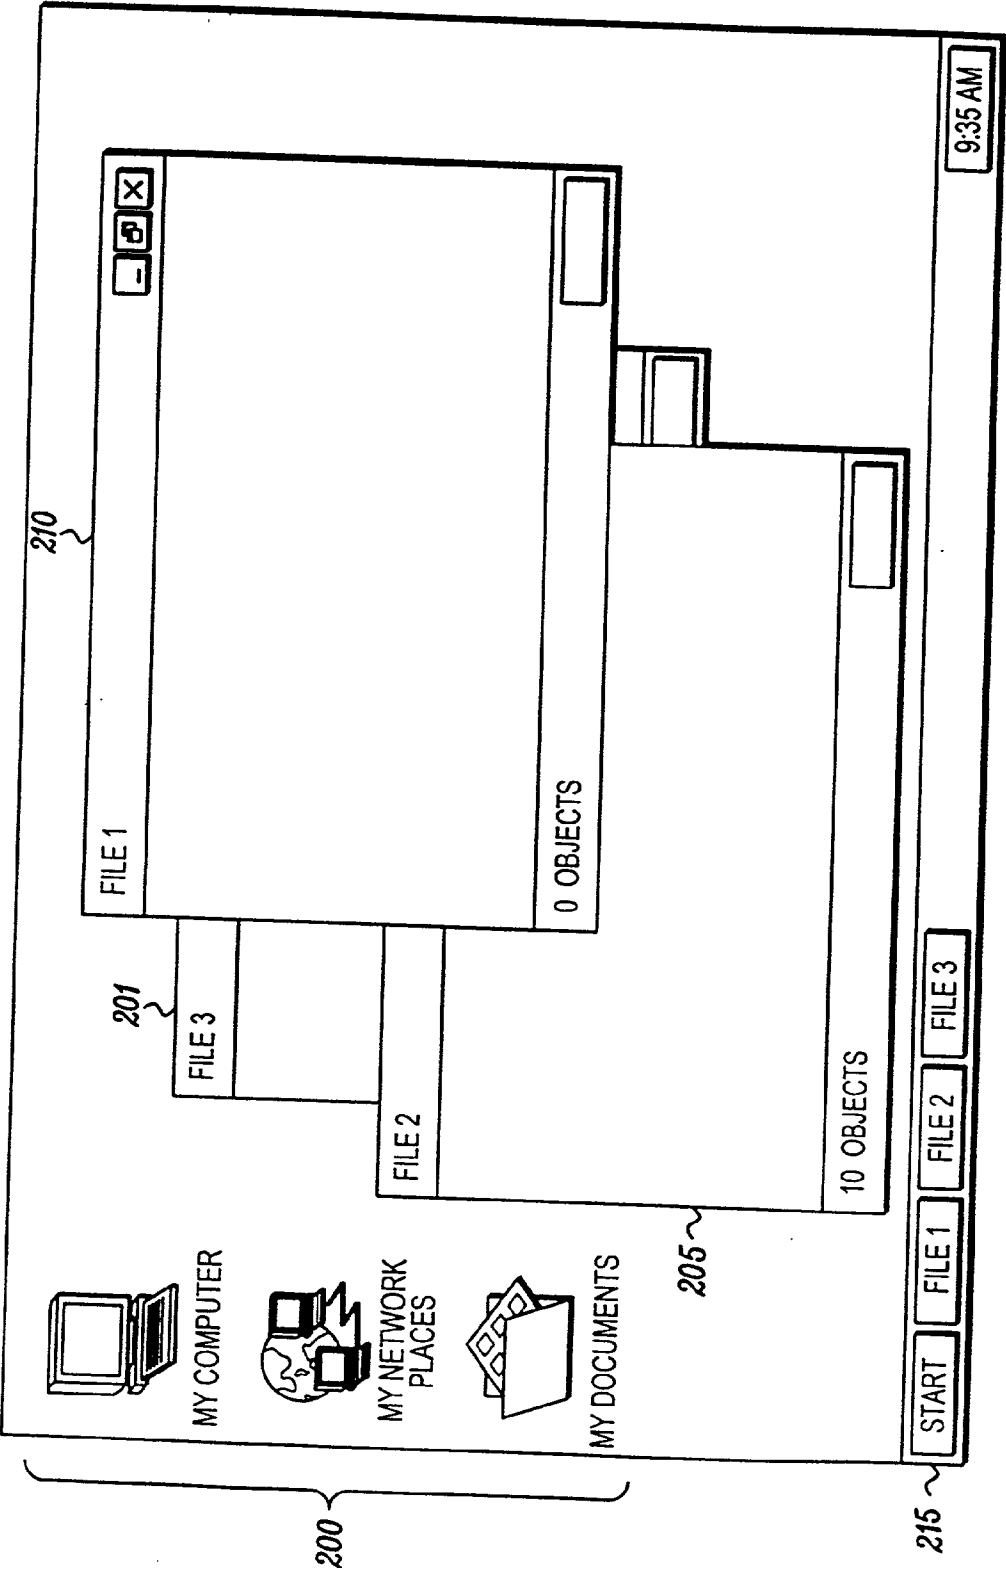 210
FILE 1
201
FILE 3
FILE 2
0 OBJECTS
10 OBJECTS
205
200
MY COMPUTER
MY NETWORK
PLACES
MY DOCUMENTS
215
START
FILE 1
FILE 2
FILE 3
9:35 AM